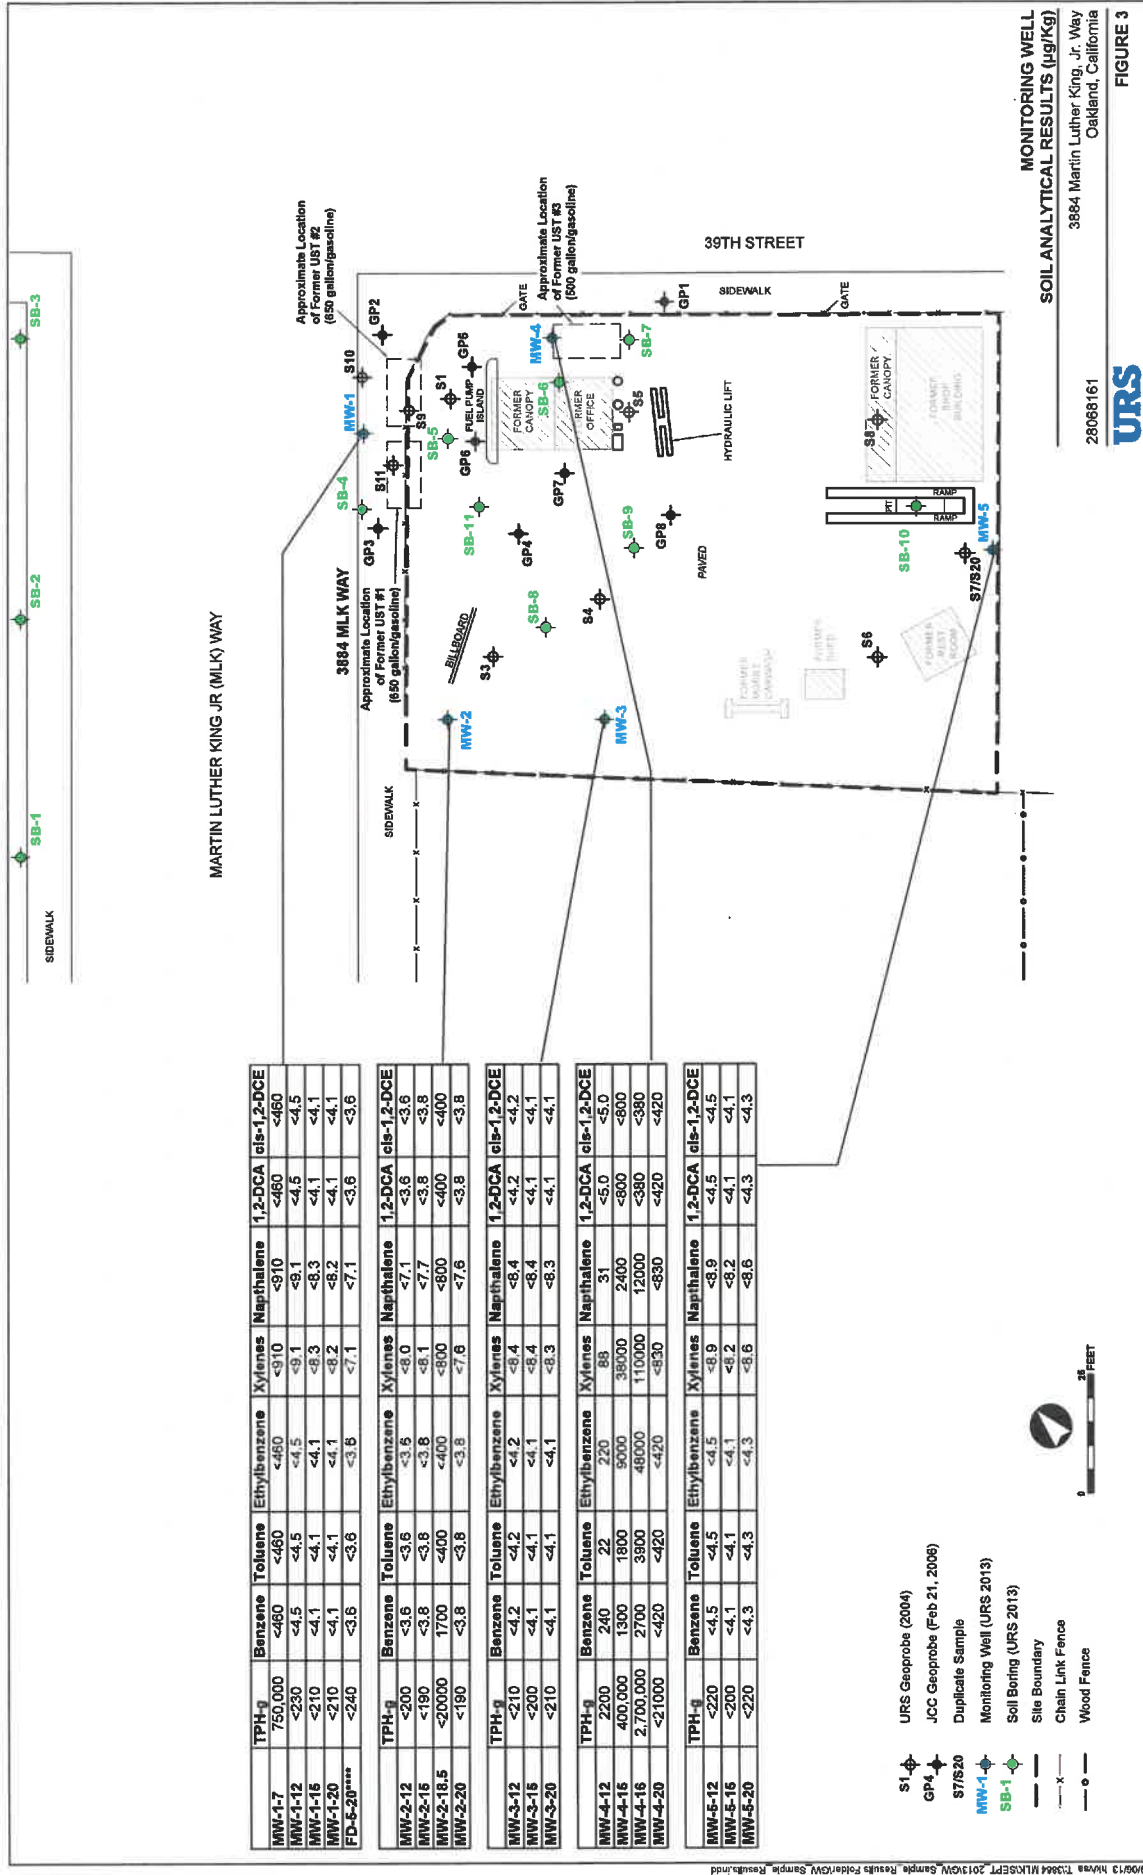 SIDEWALK
SB-1
SB-2
SB-3
MARTIN LUTHER KING JR (MLK) WAY
3884 MLK WAY
SIDEWALK
Approximate Location
of Former UST #1
(650 gallon/gasoline)
Approximate Location
of Former UST #2
(650 gallon/gasoline)
Approximate Location
of Former UST #3
(500 gallon/gasoline)
GP3
SB-4
MW-1
S10
GP2
S11
S9
S1
GP5
SB-5
GP6
FUEL PUMP
ISLAND
GATE
39TH STREET
SIDEWALK
GATE
BILLBOARD
MW-2
S3
SB-11
GP4
SB-8
GP7
FORMER
CANOPY
SB-6
MW-4
SB-7
S5
GP1
MW-3
S4
SB-9
GP8
PAVED
HYDRAULIC LIFT
FORMER
CANOPY
S8
FORMER
SHOP
BUILDING
RAMP
PIT
RAMP
SB-10
MW-5
S7/S20
S6
FORMER
REST
ROOM
FORMER
SHED
FORMER
MOBILE
CARWASH
TPH-g Benzene Toluene Ethylbenzene Xylenes Napthalene 1,2-DCA cis-1,2-DCE
MW-1-7 750,000 <460 <460 <460 <910 <910 <460 <460
MW-1-12 <230 <4.5 <4.5 <4.5 <9.1 <9.1 <4.5 <4.5
MW-1-15 <210 <4.1 <4.1 <4.1 <8.3 <8.3 <4.1 <4.1
MW-1-20 <210 <4.1 <4.1 <4.1 <8.2 <8.2 <4.1 <4.1
FD-5-20**** <240 <3.6 <3.6 <3.6 <7.1 <7.1 <3.6 <3.6
TPH-g Benzene Toluene Ethylbenzene Xylenes Napthalene 1,2-DCA cis-1,2-DCE
MW-2-12 <200 <3.6 <3.6 <3.6 <8.0 <7.1 <3.6 <3.6
MW-2-15 <190 <3.8 <3.8 <3.8 <8.1 <7.7 <3.8 <3.8
MW-2-18.5 <20000 1700 <400 <400 <800 <800 <400 <400
MW-2-20 <190 <3.8 <3.8 <3.8 <7.6 <7.6 <3.8 <3.8
TPH-g Benzene Toluene Ethylbenzene Xylenes Napthalene 1,2-DCA cis-1,2-DCE
MW-3-12 <210 <4.2 <4.2 <4.2 <8.4 <8.4 <4.2 <4.2
MW-3-15 <200 <4.1 <4.1 <4.1 <8.4 <8.4 <4.1 <4.1
MW-3-20 <210 <4.1 <4.1 <4.1 <8.3 <8.3 <4.1 <4.1
TPH-g Benzene Toluene Ethylbenzene Xylenes Napthalene 1,2-DCA cis-1,2-DCE
MW-4-12 2200 240 22 220 88 31 <5.0 <5.0
MW-4-15 400,000 1300 1800 9000 38000 2400 <800 <800
MW-4-16 2,700,000 2700 3900 48000 110000 12000 <380 <380
MW-4-20 <21000 <420 <420 <420 <830 <830 <420 <420
TPH-g Benzene Toluene Ethylbenzene Xylenes Napthalene 1,2-DCA cis-1,2-DCE
MW-5-12 <220 <4.5 <4.5 <4.5 <8.9 <8.9 <4.5 <4.5
MW-5-15 <200 <4.1 <4.1 <4.1 <8.2 <8.2 <4.1 <4.1
MW-5-20 <220 <4.3 <4.3 <4.3 <8.6 <8.6 <4.3 <4.3
S1 URS Geoprobe (2004)
GP4 JCC Geoprobe (Feb 21, 2006)
S7/S20 Duplicate Sample
MW-1 Monitoring Well (URS 2013)
SB-1 Soil Boring (URS 2013)
Site Boundary
x Chain Link Fence
Wood Fence
0 25 FEET
MONITORING WELL
SOIL ANALYTICAL RESULTS (µg/Kg)
3884 Martin Luther King, Jr. Way
Oakland, California
28068161
URS
FIGURE 3